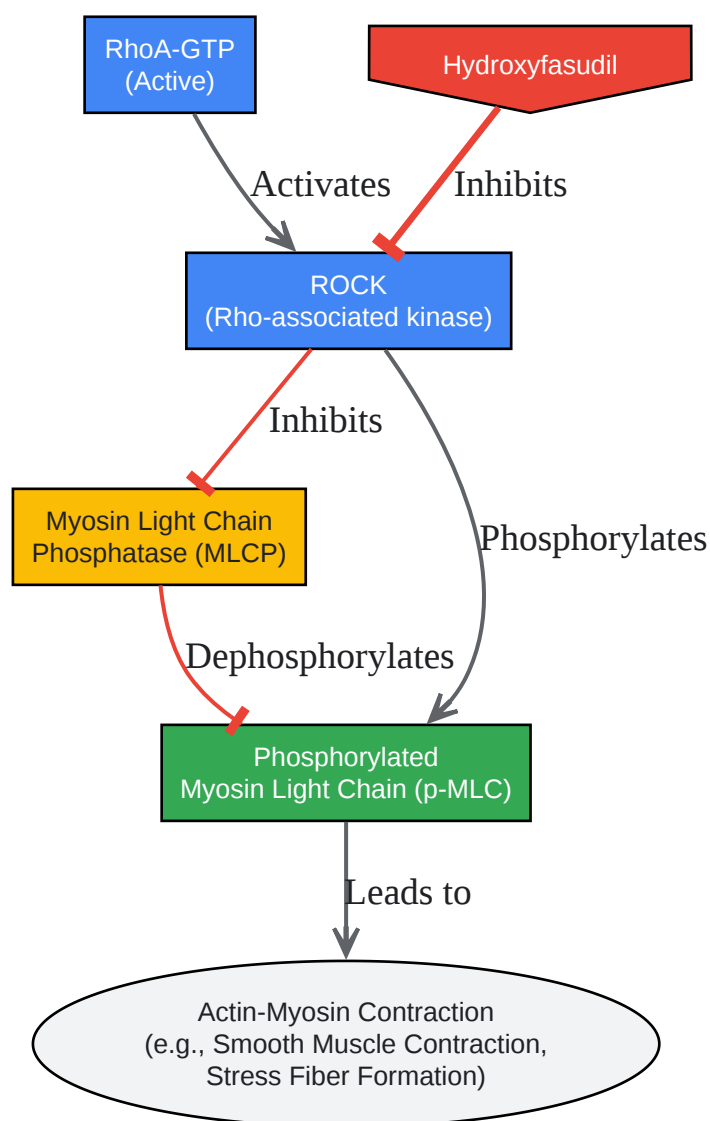 RhoA-GTP
(Active)
Hydroxyfasudil
Activates
Inhibits
ROCK
(Rho-associated kinase)
Inhibits
Myosin Light Chain
Phosphatase (MLCP)
Phosphorylates
Dephosphorylates
Phosphorylated
Myosin Light Chain (p-MLC)
Leads to
Actin-Myosin Contraction
(e.g., Smooth Muscle Contraction,
Stress Fiber Formation)